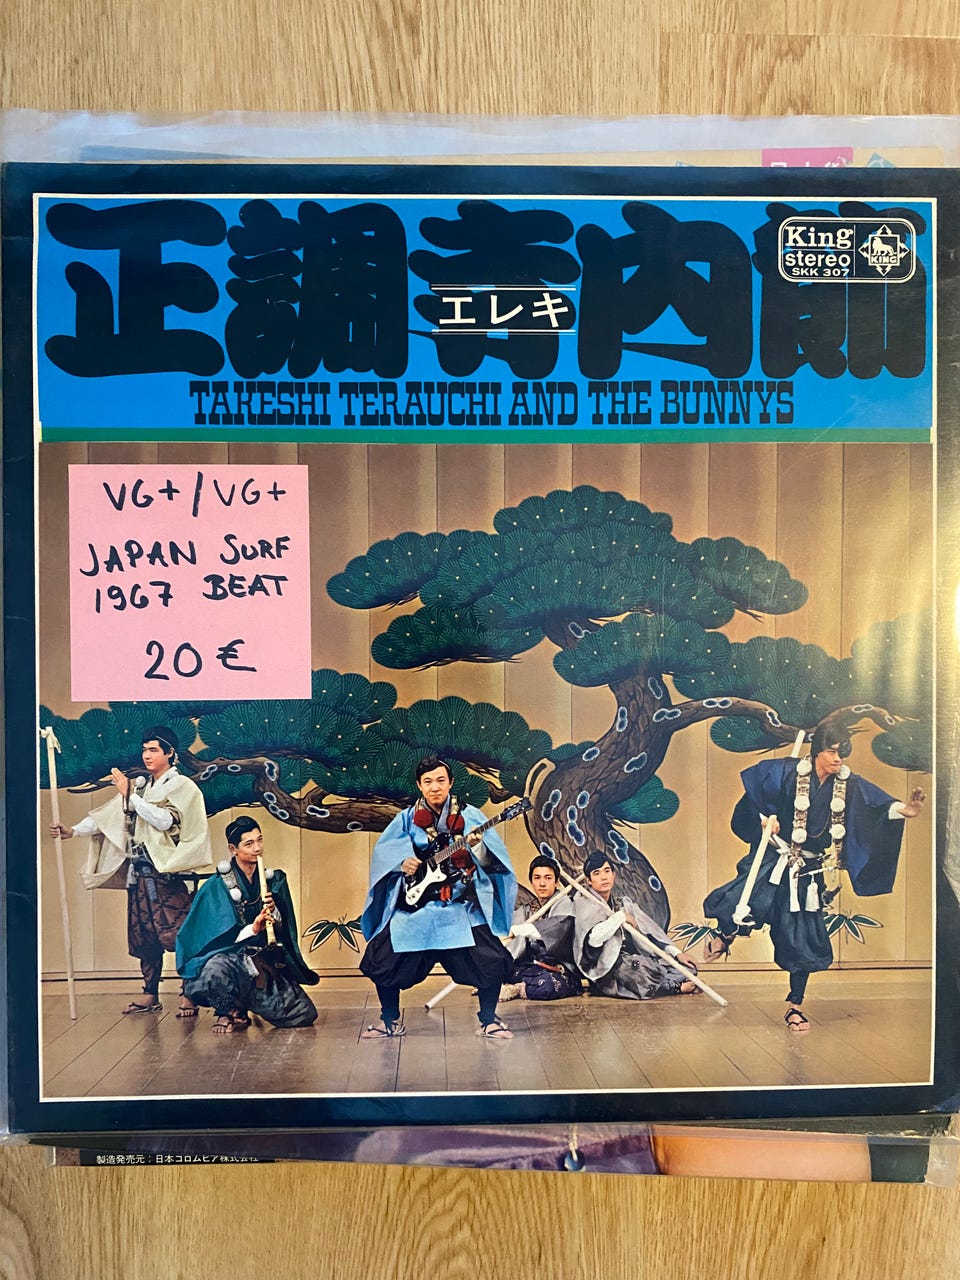 正調寺内節
エレキ
King
stereo
SKK 307
KING
TAKESHI TERAUCHI AND THE BUNNYS
VG+/VG+
JAPAN SURF
1967 BEAT
20 €
製造発売元：日本コロムビア株式会社